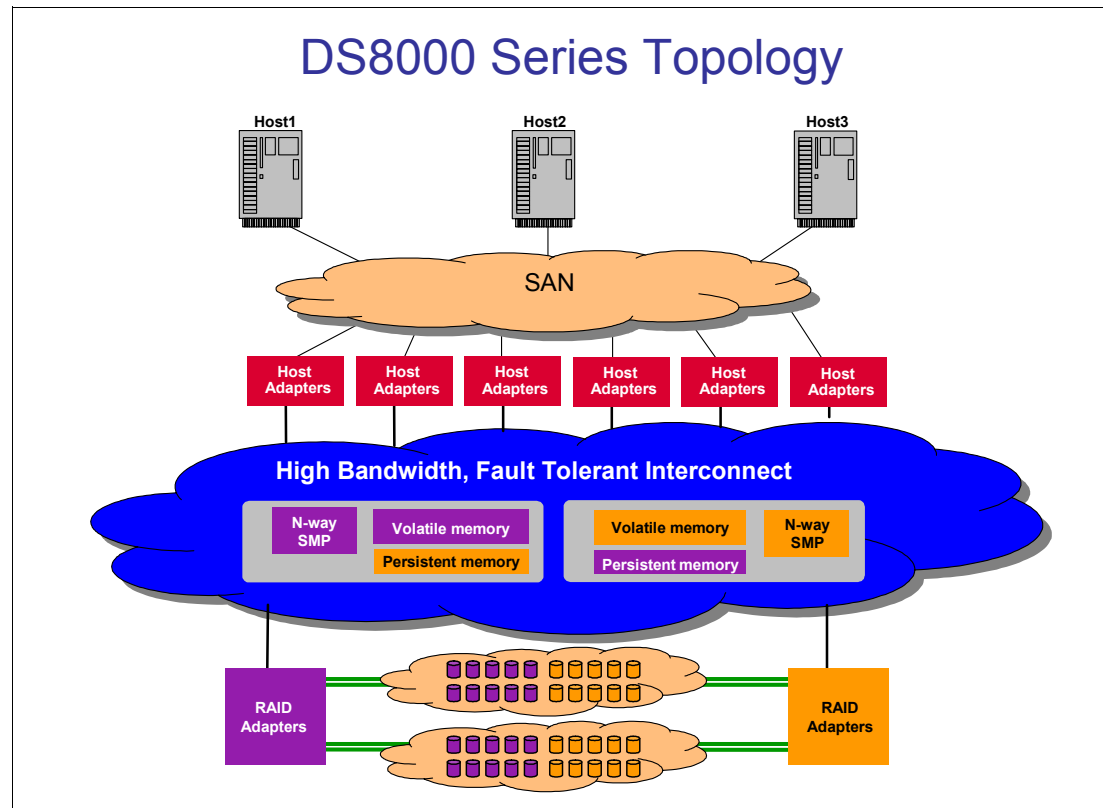 DS8000 Series Topology
Host1
Host2
Host3
SAN
Host
Adapters
Host
Adapters
Host
Adapters
Host
Adapters
Host
Adapters
Host
Adapters
High Bandwidth, Fault Tolerant Interconnect
N-way
SMP
Volatile memory
Persistent memory
Volatile memory
Persistent memory
N-way
SMP
RAID
Adapters
RAID
Adapters